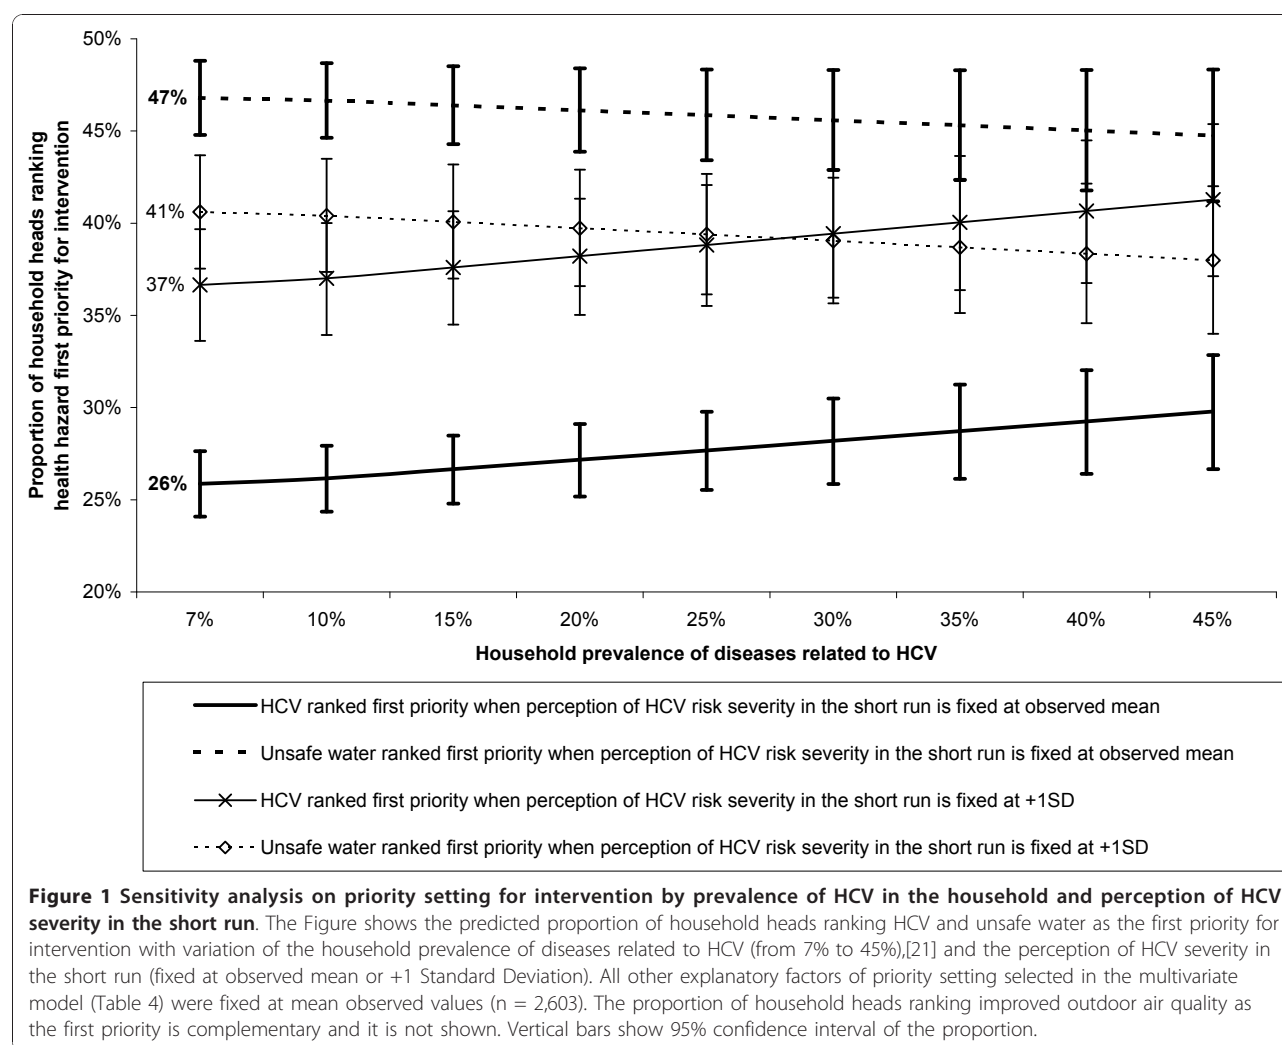 50%
45%
40%
35%
30%
25%
20%
Proportion of household heads ranking
health hazard first priority for intervention
47%
41%
37%
26%
7% 10% 15% 20% 25% 30% 35% 40% 45%
Household prevalence of diseases related to HCV
HCV ranked first priority when perception of HCV risk severity in the short run is fixed at observed mean
Unsafe water ranked first priority when perception of HCV risk severity in the short run is fixed at observed mean
HCV ranked first priority when perception of HCV risk severity in the short run is fixed at +1SD
Unsafe water ranked first priority when perception of HCV risk severity in the short run is fixed at +1SD
Figure 1 Sensitivity analysis on priority setting for intervention by prevalence of HCV in the household and perception of HCV
severity in the short run. The Figure shows the predicted proportion of household heads ranking HCV and unsafe water as the first priority for
intervention with variation of the household prevalence of diseases related to HCV (from 7% to 45%),[21] and the perception of HCV severity in
the short run (fixed at observed mean or +1 Standard Deviation). All other explanatory factors of priority setting selected in the multivariate
model (Table 4) were fixed at mean observed values (n = 2,603). The proportion of household heads ranking improved outdoor air quality as
the first priority is complementary and it is not shown. Vertical bars show 95% confidence interval of the proportion.